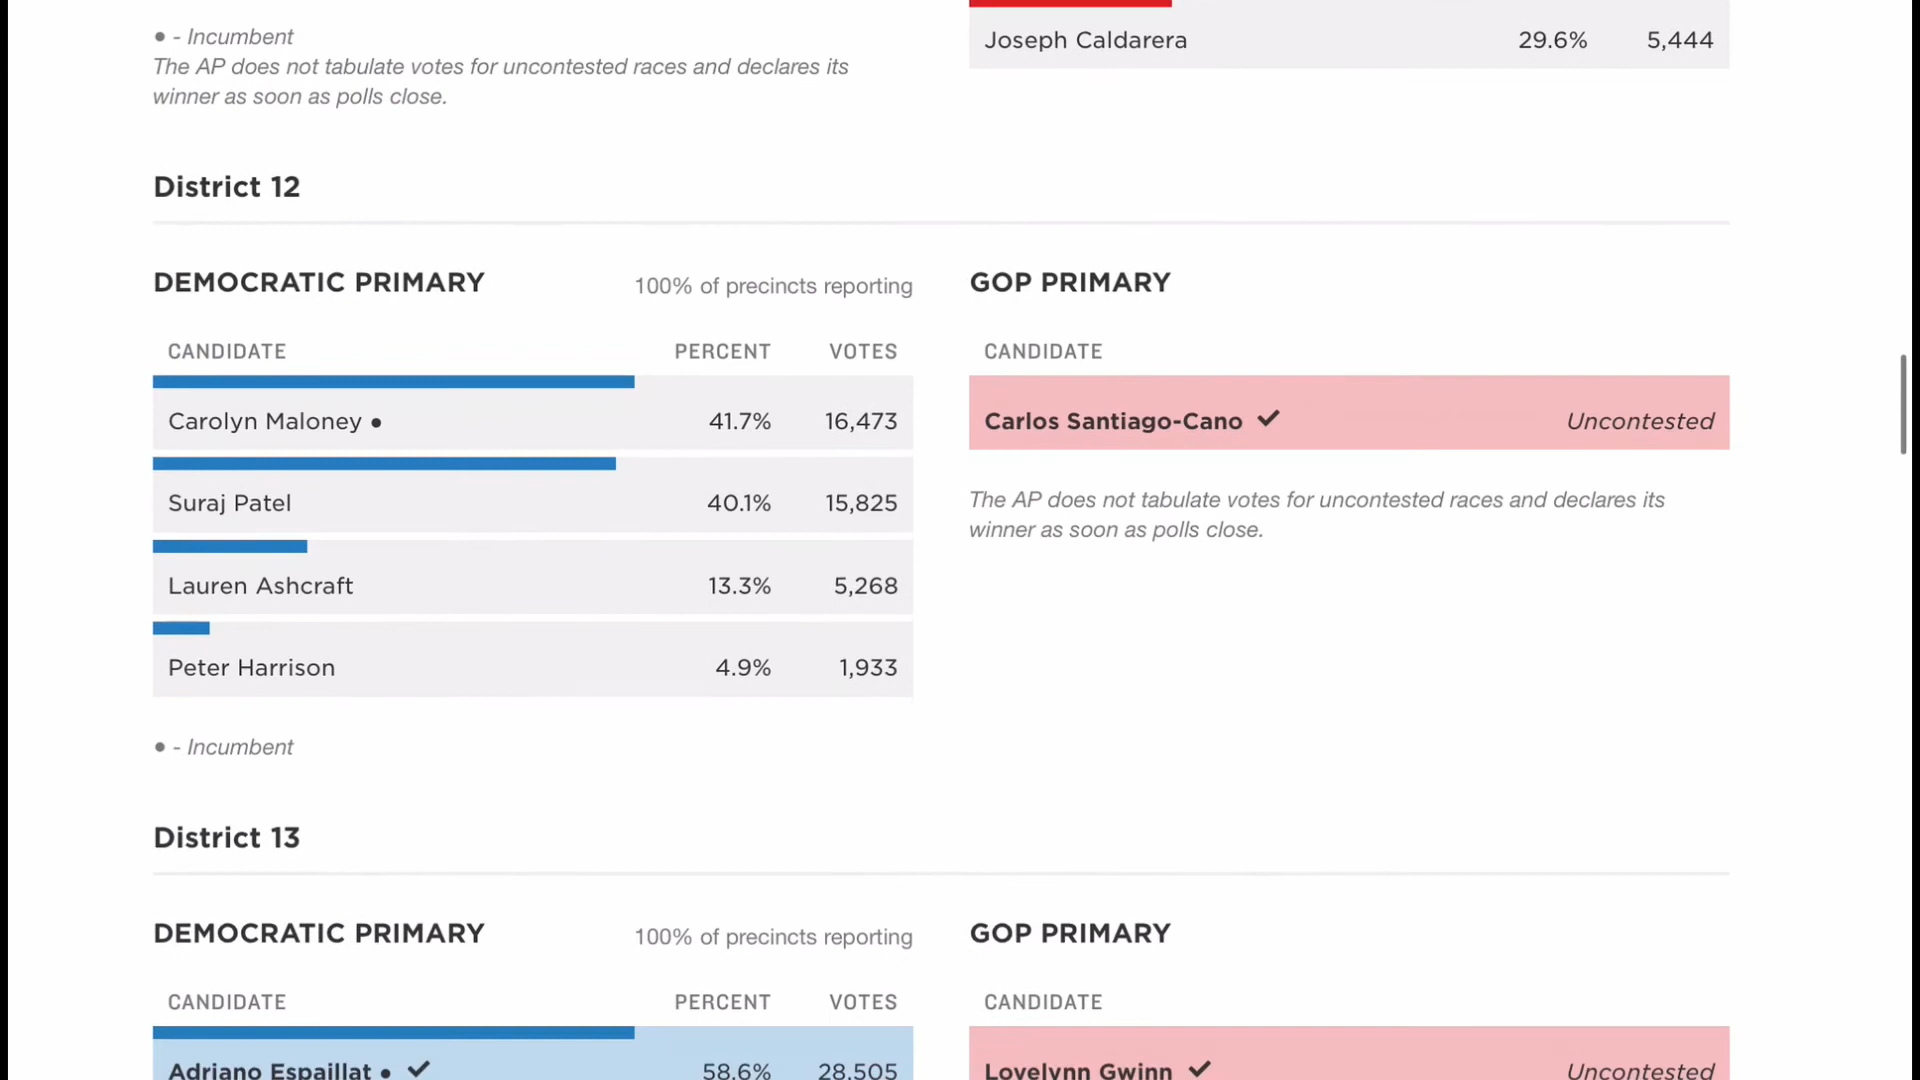 Joseph Caldarera 29.6% 5,444
● - Incumbent
The AP does not tabulate votes for uncontested races and declares its
winner as soon as polls close.
District 12
DEMOCRATIC PRIMARY 100% of precincts reporting
CANDIDATE PERCENT VOTES
Carolyn Maloney ● 41.7% 16,473
Suraj Patel 40.1% 15,825
Lauren Ashcraft 13.3% 5,268
Peter Harrison 4.9% 1,933
● - Incumbent
GOP PRIMARY
CANDIDATE
Carlos Santiago-Cano ✓ Uncontested
The AP does not tabulate votes for uncontested races and declares its
winner as soon as polls close.
District 13
DEMOCRATIC PRIMARY 100% of precincts reporting
CANDIDATE PERCENT VOTES
Adriano Espaillat ● ✓ 58.6% 28,505
GOP PRIMARY
CANDIDATE
Lovelynn Gwinn ✓ Uncontested